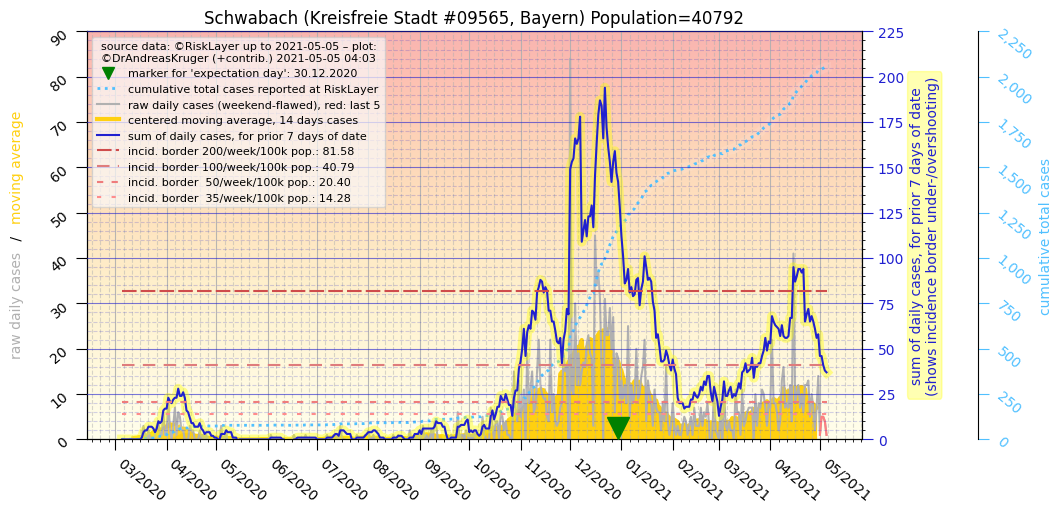 Schwabach (Kreisfreie Stadt #09565, Bayern) Population=40792
source data: ©RiskLayer up to 2021-05-05 – plot:
©DrAndreasKruger (+contrib.) 2021-05-05 04:03
marker for 'expectation day': 30.12.2020
cumulative total cases reported at RiskLayer
raw daily cases (weekend-flawed), red: last 5
centered moving average, 14 days cases
sum of daily cases, for prior 7 days of date
incid. border 200/week/100k pop.: 81.58
incid. border 100/week/100k pop.: 40.79
incid. border  50/week/100k pop.: 20.40
incid. border  35/week/100k pop.: 14.28
raw daily cases  /  moving average
90
80
70
60
50
40
30
20
10
0
03/2020
04/2020
05/2020
06/2020
07/2020
08/2020
09/2020
10/2020
11/2020
12/2020
01/2021
02/2021
03/2021
04/2021
05/2021
225
200
175
150
125
100
75
50
25
0
sum of daily cases, for prior 7 days of date
(shows incidence border under-/overshooting)
2,250
2,000
1,750
1,500
1,250
1,000
750
500
250
0
cumulative total cases